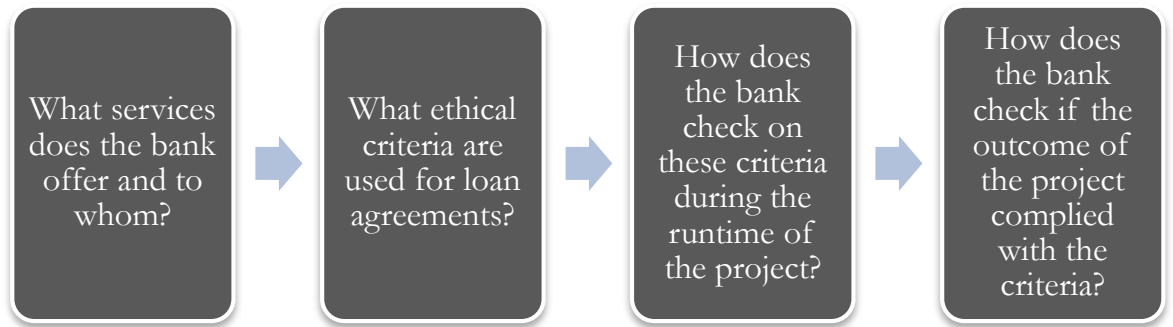 What services
does the bank
offer and to
whom?
What ethical
criteria are
used for loan
agreements?
How does
the bank
check on
these criteria
during the
runtime of
the project?
How does
the bank
check if the
outcome of
the project
complied
with the
criteria?